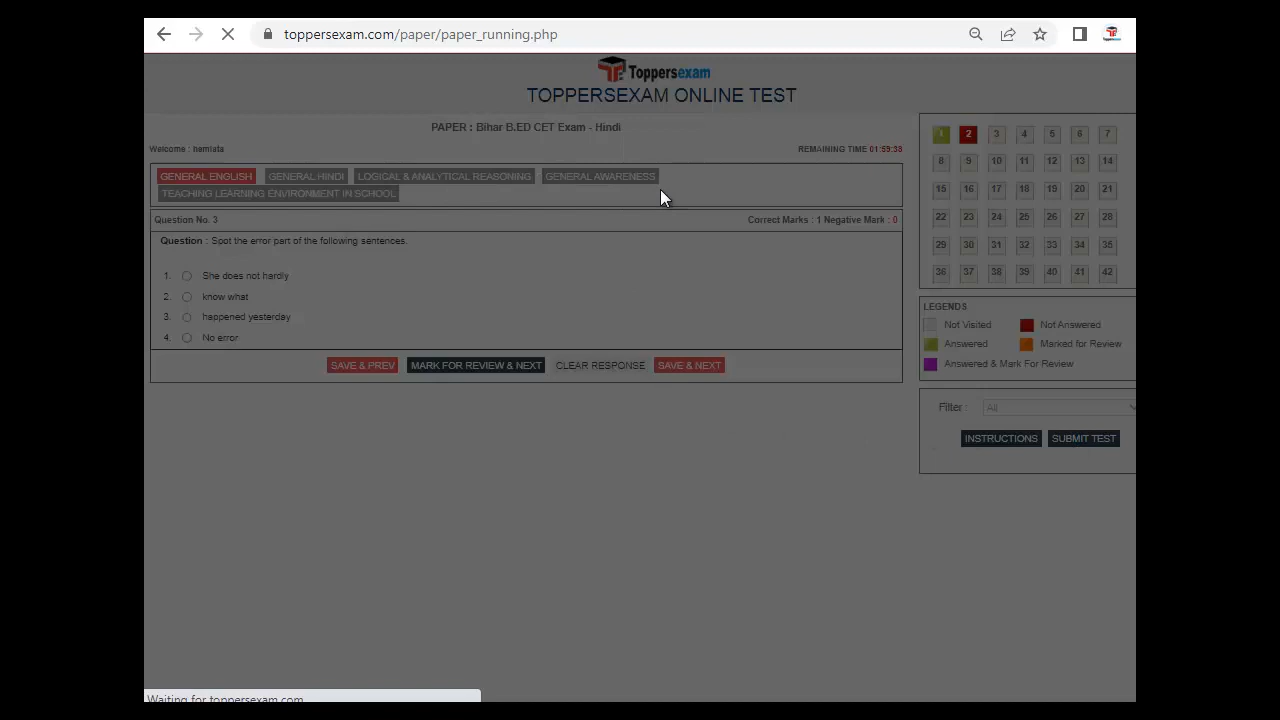 toppersexam.com/paper/paper_running.php
Toppersexam
TOPPERSEXAM ONLINE TEST
PAPER : Bihar B.ED CET Exam - Hindi
Welcome : hemlata
REMAINING TIME 01:59:38
GENERAL ENGLISH GENERAL HINDI LOGICAL & ANALYTICAL REASONING GENERAL AWARENESS
TEACHING LEARNING ENVIRONMENT IN SCHOOL
Question No. 3 Correct Marks : 1 Negative Mark : 0
Question : Spot the error part of the following sentences.
1. She does not hardly
2. know what
3. happened yesterday
4. No error
SAVE & PREV MARK FOR REVIEW & NEXT CLEAR RESPONSE SAVE & NEXT
1 2 3 4 5 6 7
8 9 10 11 12 13 14
15 16 17 18 19 20 21
22 23 24 25 26 27 28
29 30 31 32 33 34 35
36 37 38 39 40 41 42
LEGENDS
Not Visited Not Answered
Answered Marked for Review
Answered & Mark For Review
Filter : All
INSTRUCTIONS SUBMIT TEST
Waiting for toppersexam.com